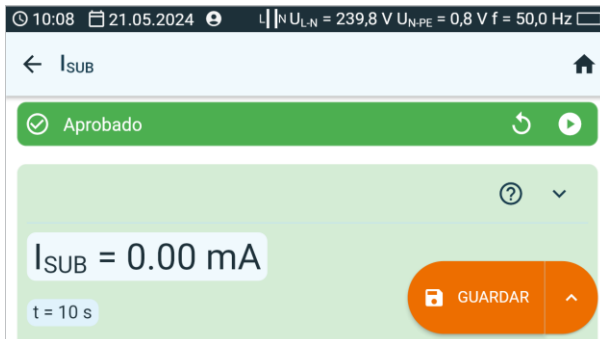 10:08 21.05.2024 L N U L-N = 239,8 V U N-PE = 0,8 V f = 50,0 Hz
I SUB
Aprobado
I SUB = 0.00 mA
t = 10 s
GUARDAR